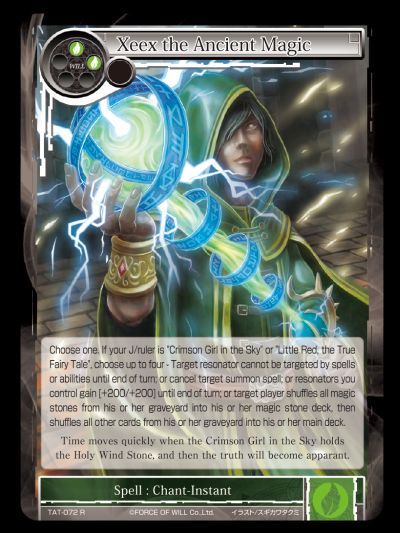 Xeex the Ancient Magic
WILL
Choose one. If your J/ruler is "Crimson Girl in the Sky" or "Little Red, the True
Fairy Tale", choose up to four - Target resonator cannot be targeted by spells
or abilities until end of turn; or cancel target summon spell; or resonators you
control gain [+200/+200] until end of turn; or target player shuffles all magic
stones from his or her graveyard into his or her magic stone deck, then
shuffles all other cards from his or her graveyard into his or her main deck.
Time moves quickly when the Crimson Girl in the Sky holds
the Holy Wind Stone, and then the truth will become apparant.
Spell : Chant-Instant
TAT-072 R ©FORCE OF WILL Co.,Ltd. イラスト/スギカワタクミ